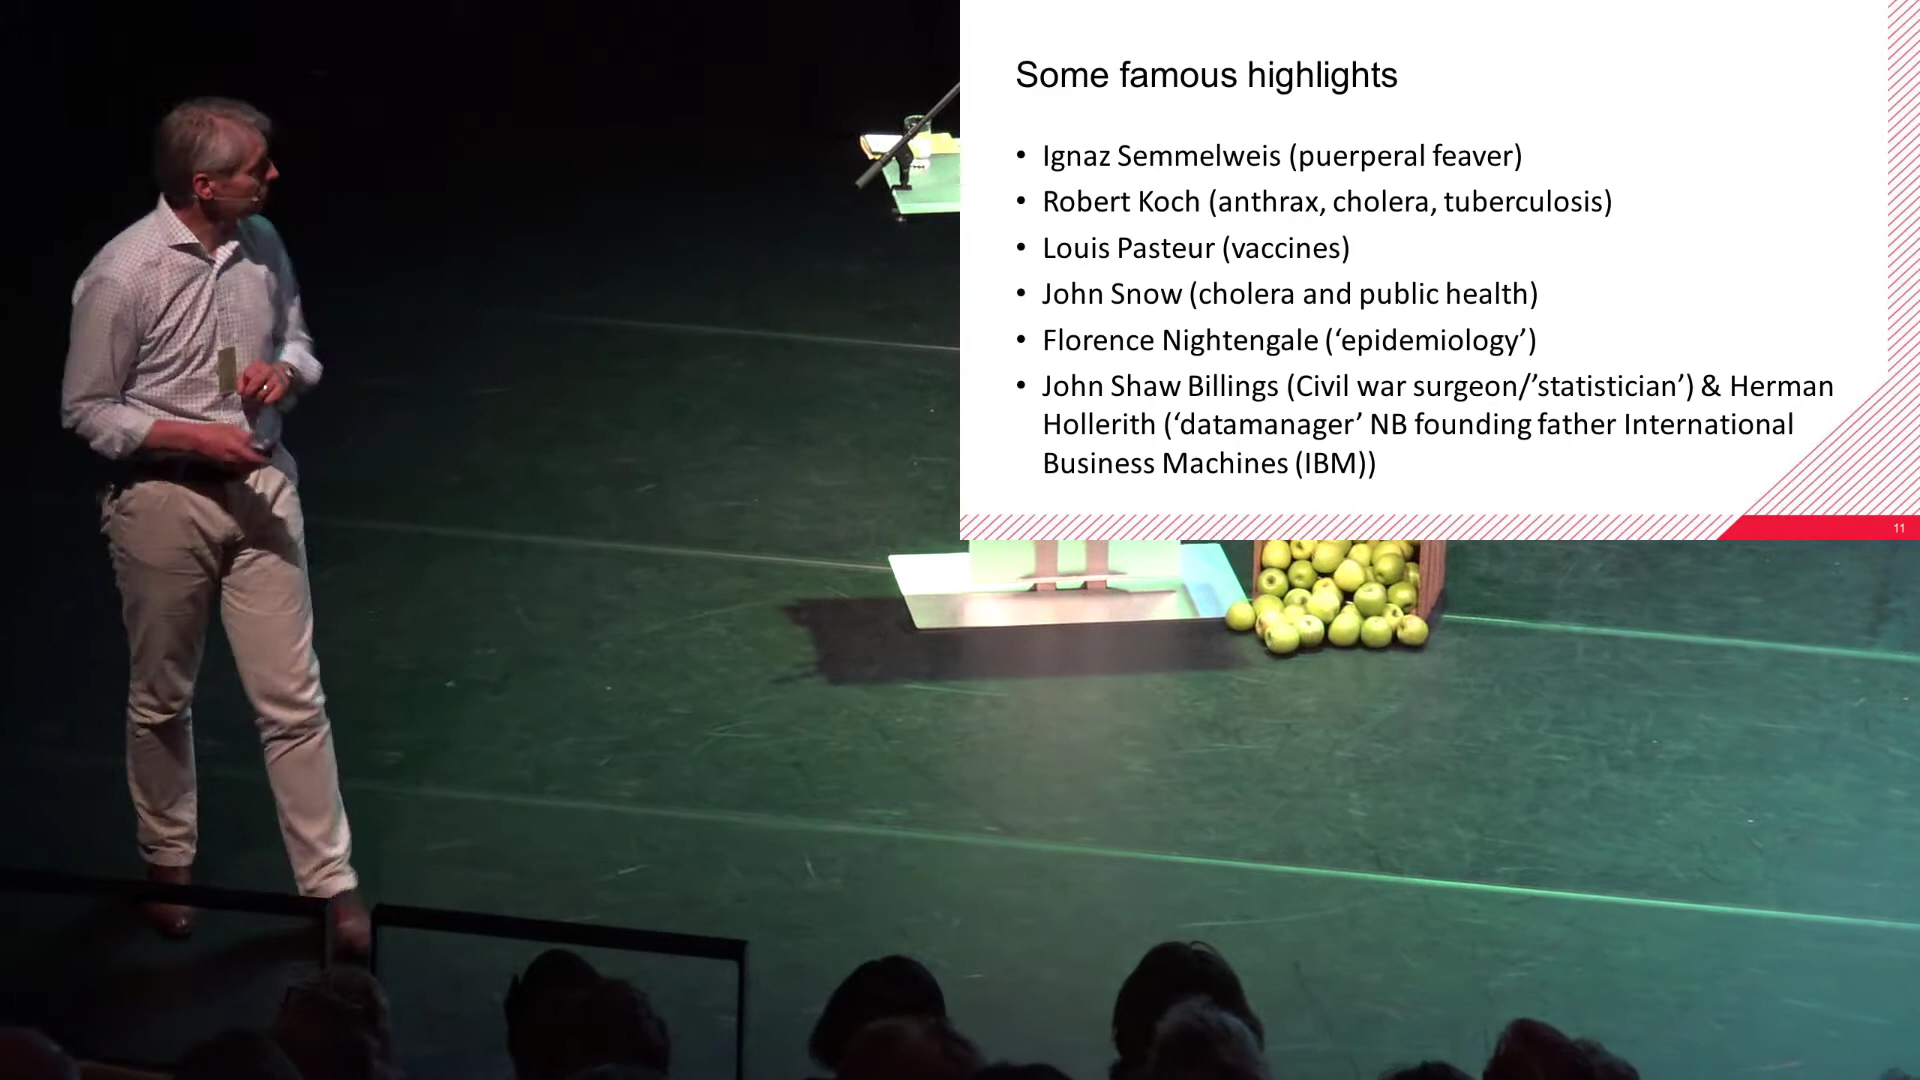 Some famous highlights
• Ignaz Semmelweis (puerperal feaver)
• Robert Koch (anthrax, cholera, tuberculosis)
• Louis Pasteur (vaccines)
• John Snow (cholera and public health)
• Florence Nightengale (‘epidemiology’)
• John Shaw Billings (Civil war surgeon/’statistician’) & Herman
Hollerith (‘datamanager’ NB founding father International
Business Machines (IBM))
11